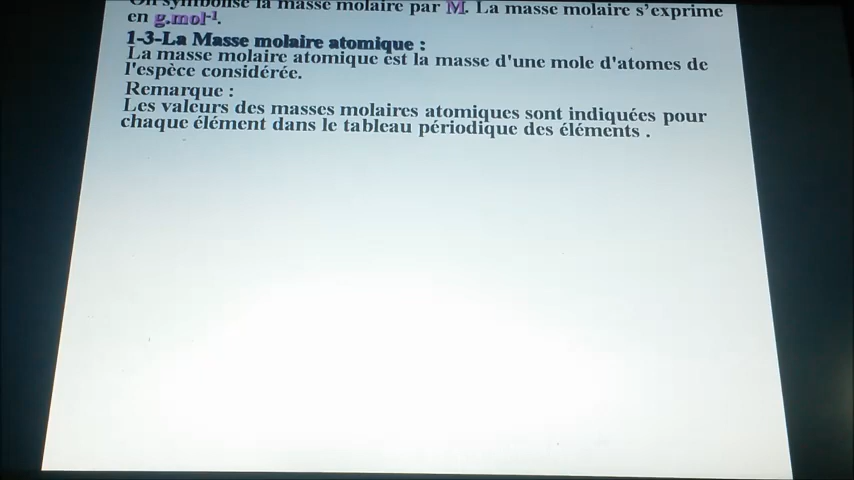 On symbolise la masse molaire par M. La masse molaire s'exprime
en g.mol-¹.
1-3-La Masse molaire atomique :
La masse molaire atomique est la masse d'une mole d'atomes de
l'espèce considérée.
Remarque :
Les valeurs des masses molaires atomiques sont indiquées pour
chaque élément dans le tableau périodique des éléments .